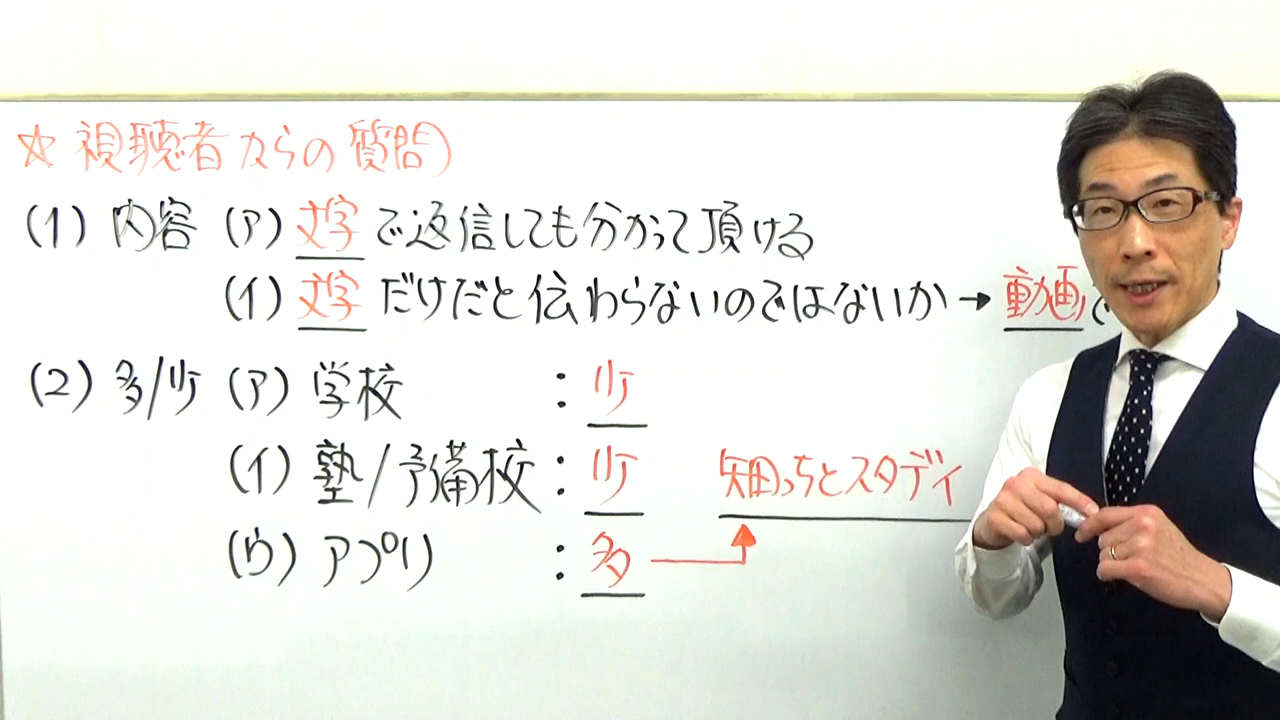 ☆ 視聴者からの質問
(1) 内容 (ア) 文字で返信しても分かって頂ける
(イ) 文字だけだと伝わらないのではないか → 動画で
(2) 多/少 (ア) 学校 : 少
(イ) 塾/予備校 : 少
知っちとスタディ
(ウ) アプリ : 多